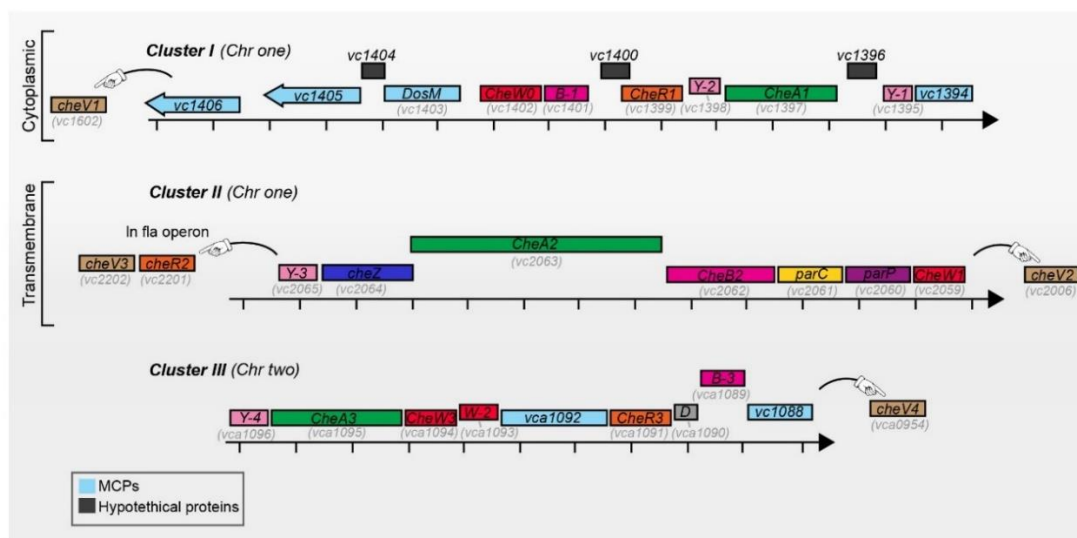 Cytoplasmic
Cluster I (Chr one)
vc1404
vc1400
vc1396
cheV1
(vc1602)
vc1406
vc1405
DosM
(vc1403)
CheW0
(vc1402)
B-1
(vc1401)
CheR1
(vc1399)
Y-2
(vc1398)
CheA1
(vc1397)
Y-1
(vc1395)
vc1394
Transmembrane
Cluster II (Chr one)
In fla operon
cheV3
(vc2202)
cheR2
(vc2201)
Y-3
(vc2065)
cheZ
(vc2064)
CheA2
(vc2063)
CheB2
(vc2062)
parC
(vc2061)
parP
(vc2060)
CheW1
(vc2059)
cheV2
(vc2006)
Cluster III (Chr two)
Y-4
(vca1096)
CheA3
(vca1095)
CheW3
(vca1094)
W-2
(vca1093)
vca1092
CheR3
(vca1091)
D
(vca1090)
B-3
(vca1089)
vc1088
cheV4
(vca0954)
MCPs
Hypotethical proteins